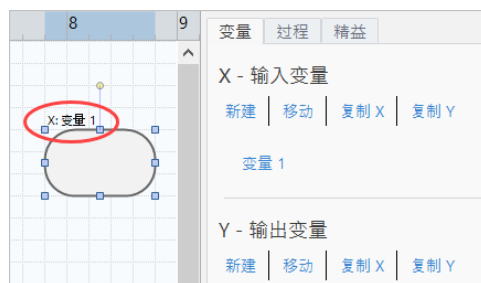 8 9
X: 变量 1
变量 过程 精益
X - 输入变量
新建 移动 复制 X 复制 Y
变量 1
Y - 输出变量
新建 移动 复制 X 复制 Y